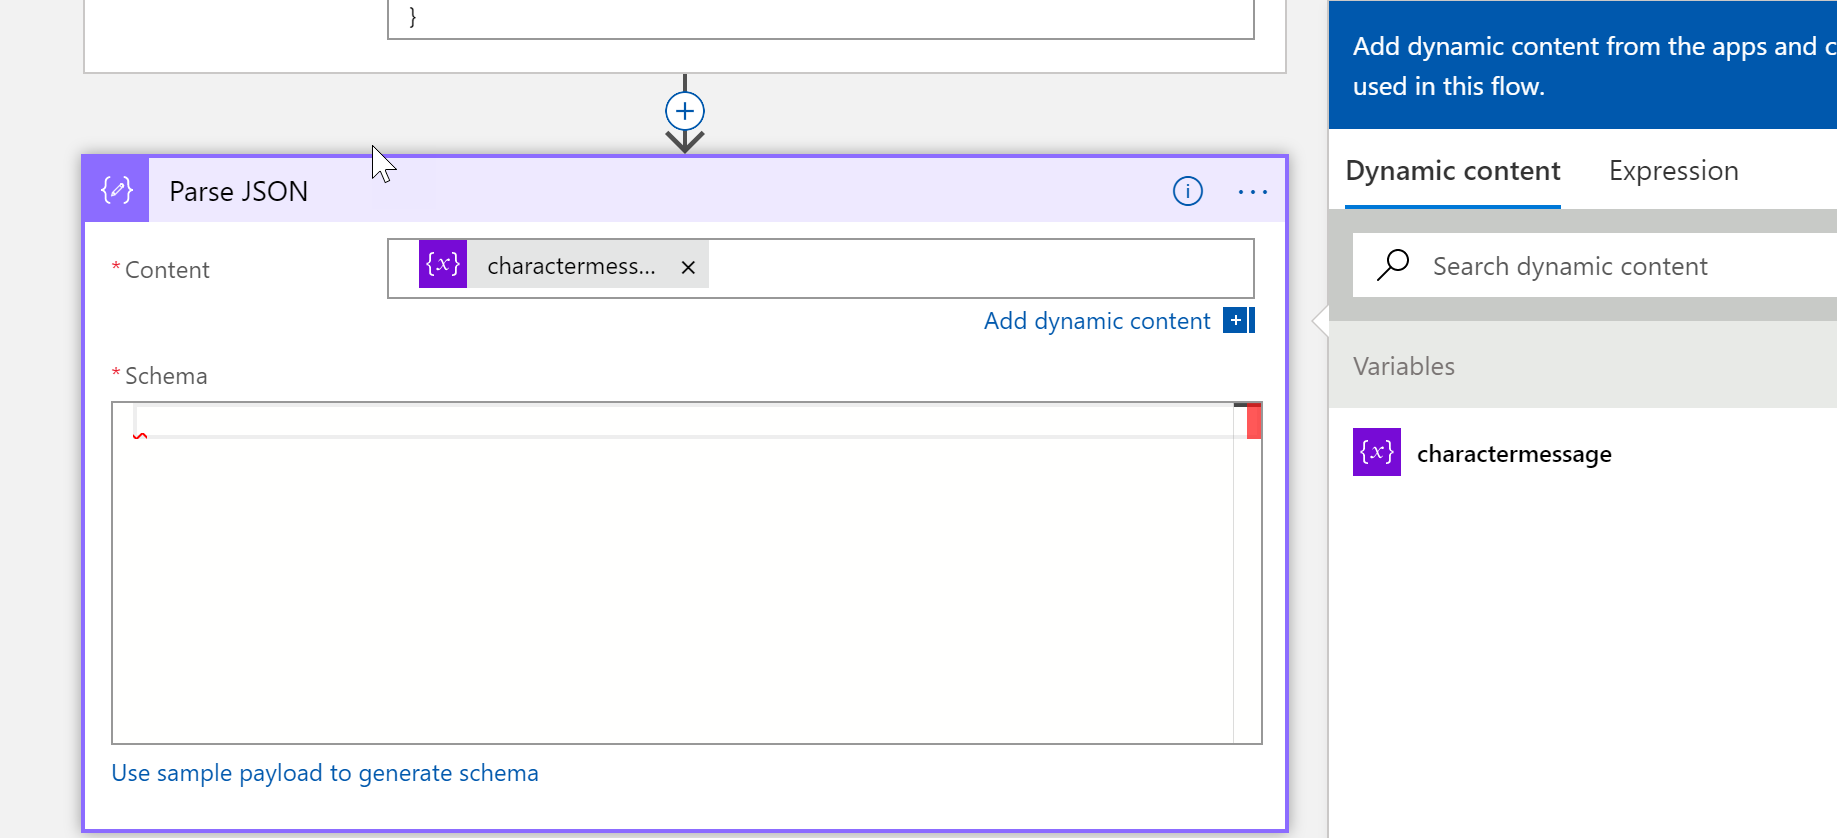 }
Parse JSON
* Content
{x} charactermess... ×
Add dynamic content
* Schema
Use sample payload to generate schema
Add dynamic content from the apps and c
used in this flow.
Dynamic content
Expression
Search dynamic content
Variables
{x} charactermessage